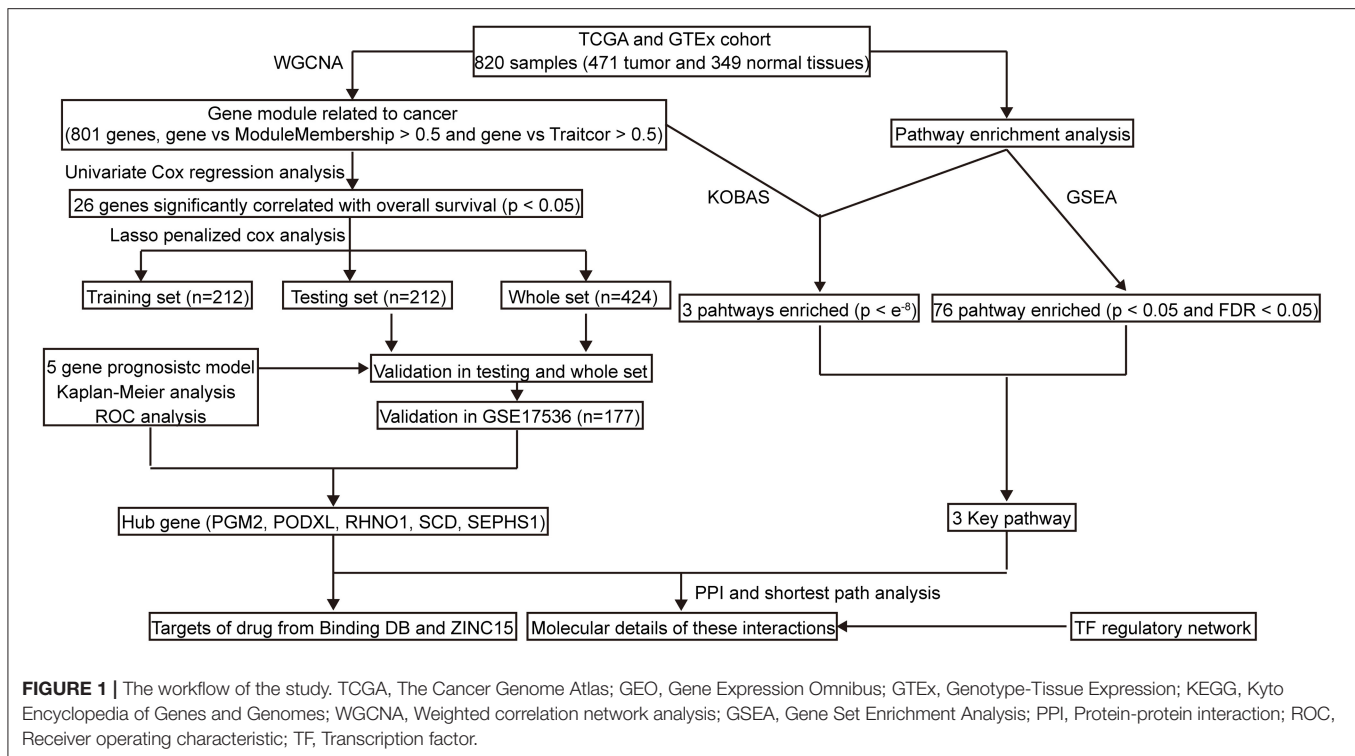 TCGA and GTEx cohort
820 samples (471 tumor and 349 normal tissues)
WGCNA
Gene module related to cancer
(801 genes, gene vs ModuleMembership > 0.5 and gene vs Traitcor > 0.5)
Pathway enrichment analysis
Univariate Cox regression analysis
KOBAS
GSEA
26 genes significantly correlated with overall survival (p < 0.05)
Lasso penalized cox analysis
Training set (n=212)
Testing set (n=212)
Whole set (n=424)
3 pahtways enriched (p < e-8)
76 pahtway enriched (p < 0.05 and FDR < 0.05)
5 gene prognosistc model
Kaplan-Meier analysis
ROC analysis
Validation in testing and whole set
Validation in GSE17536 (n=177)
Hub gene (PGM2, PODXL, RHNO1, SCD, SEPHS1)
3 Key pathway
PPI and shortest path analysis
Targets of drug from Binding DB and ZINC15
Molecular details of these interactions
TF regulatory network
FIGURE 1 | The workflow of the study. TCGA, The Cancer Genome Atlas; GEO, Gene Expression Omnibus; GTEx, Genotype-Tissue Expression; KEGG, Kyto
Encyclopedia of Genes and Genomes; WGCNA, Weighted correlation network analysis; GSEA, Gene Set Enrichment Analysis; PPI, Protein-protein interaction; ROC,
Receiver operating characteristic; TF, Transcription factor.